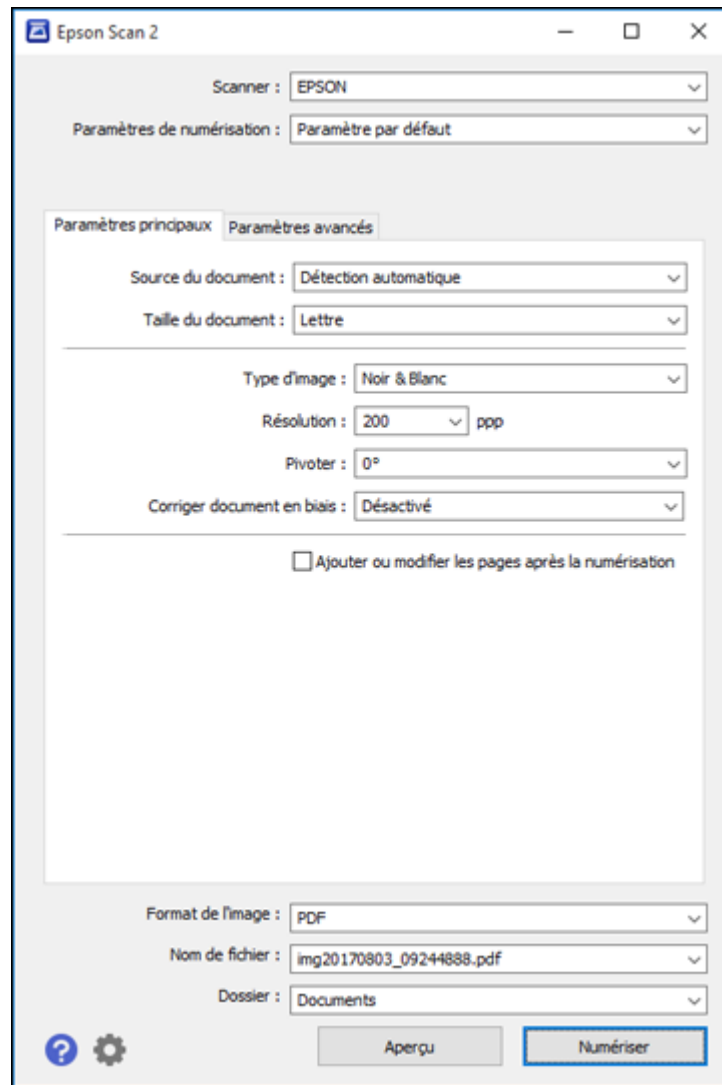 Epson Scan 2
Scanner : EPSON
Paramètres de numérisation : Paramètre par défaut
Paramètres principaux Paramètres avancés
Source du document : Détection automatique
Taille du document : Lettre
Type d'image : Noir & Blanc
Résolution : 200 ppp
Pivoter : 0°
Corriger document en biais : Désactivé
Ajouter ou modifier les pages après la numérisation
Format de l'image : PDF
Nom de fichier : img20170803_09244888.pdf
Dossier : Documents
? Aperçu Numériser